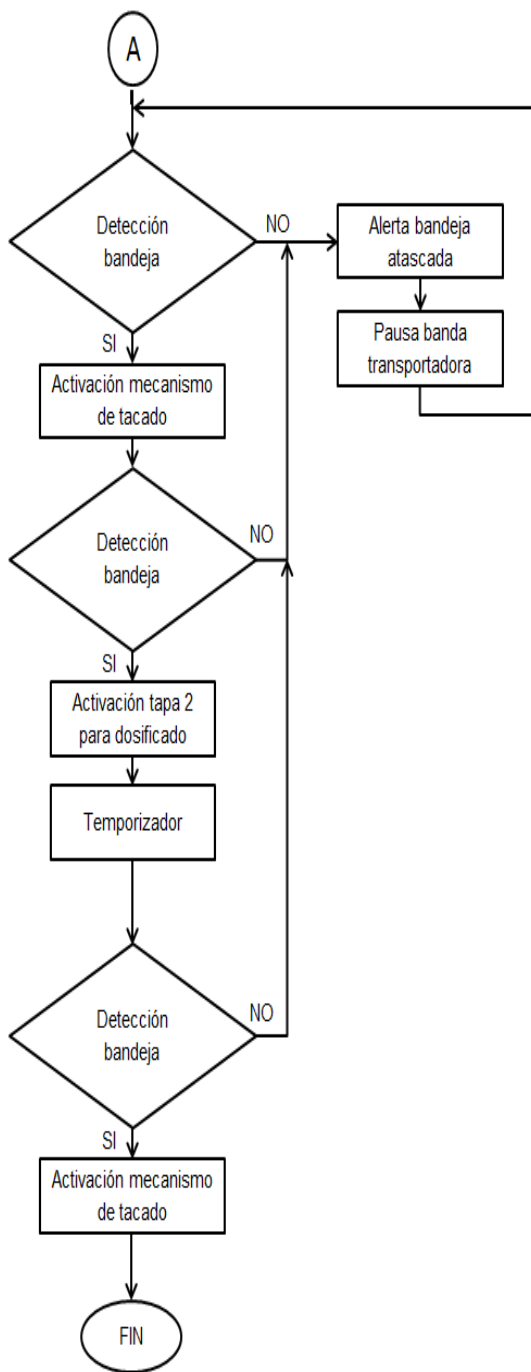 A
Detección
bandeja
NO
Alerta bandeja
atascada
SI
Pausa banda
transportadora
Activación mecanismo
de tacado
Detección
bandeja
NO
SI
Activación tapa 2
para dosificado
Temporizador
Detección
bandeja
NO
SI
Activación mecanismo
de tacado
FIN